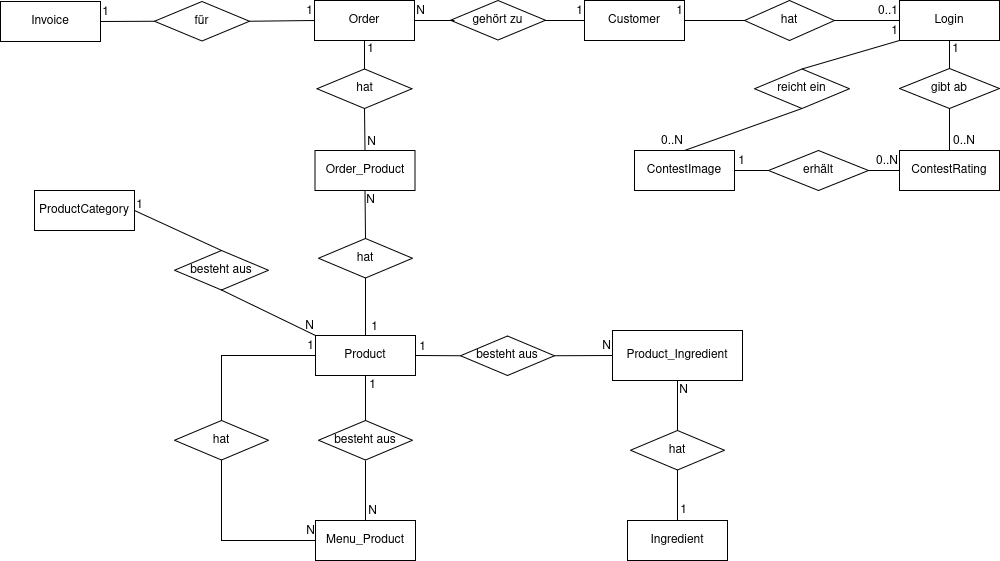 Invoice
1
für
1
Order
N
gehört zu
1
Customer
1
hat
0..1
Login
1
1
1
hat
reicht ein
gibt ab
N
0..N
0..N
Order_Product
ContestImage
1
erhält
0..N
ContestRating
N
ProductCategory
1
besteht aus
hat
N
1
1
Product
1
besteht aus
N
Product_Ingredient
1
N
hat
besteht aus
hat
N
N
1
Menu_Product
Ingredient